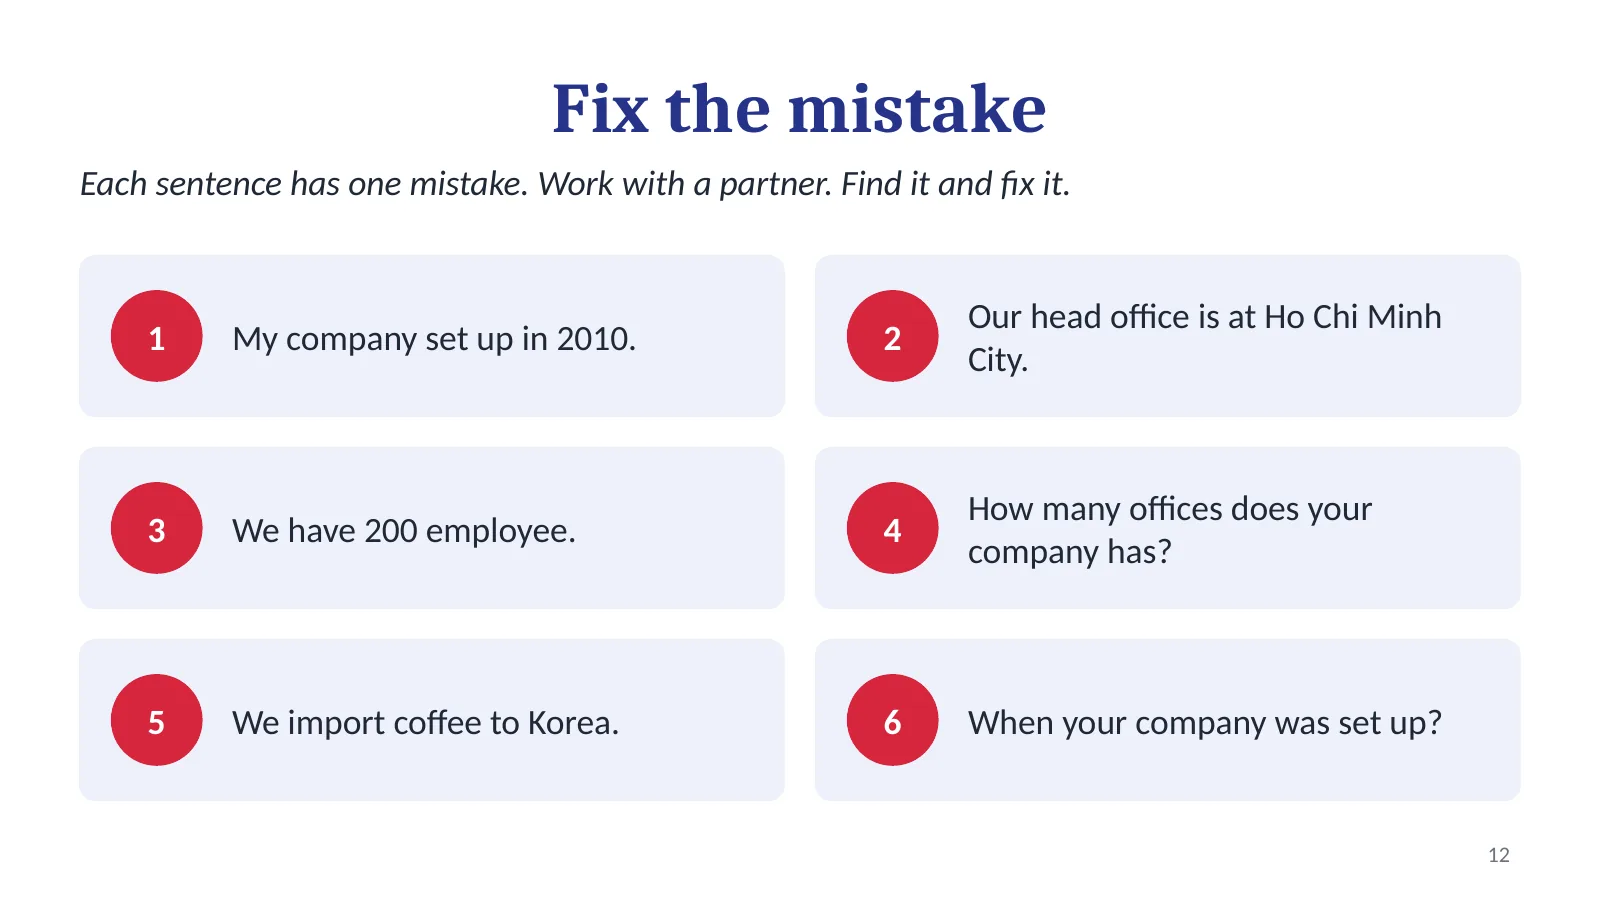 Fix the mistake
Each sentence has one mistake. Work with a partner. Find it and fix it.
1
My company set up in 2010.
2
Our head office is at Ho Chi Minh
City.
3
We have 200 employee.
4
How many offices does your
company has?
5
We import coffee to Korea.
6
When your company was set up?
12